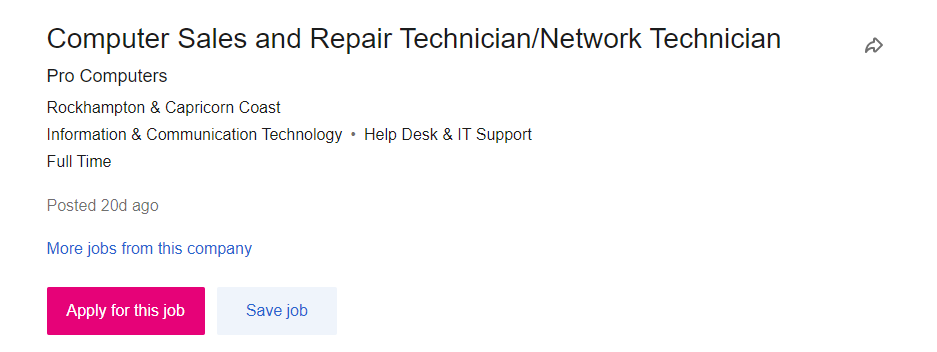 Computer Sales and Repair Technician/Network Technician
Pro Computers
Rockhampton & Capricorn Coast
Information & Communication Technology • Help Desk & IT Support
Full Time
Posted 20d ago
More jobs from this company
Apply for this job
Save job